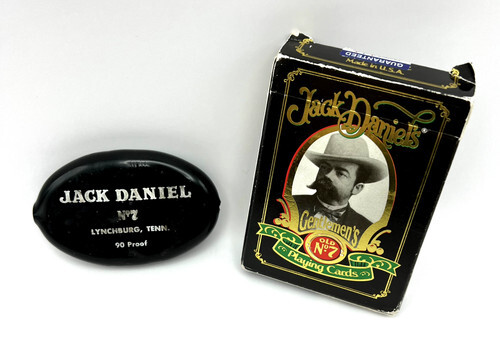 JACK DANIEL
Nº7
LYNCHBURG, TENN.
90 Proof
GUARANTEED
Made in U.S.A.
Jack Daniel's®
Gentlemen's
OLD
Nº7
Playing Cards